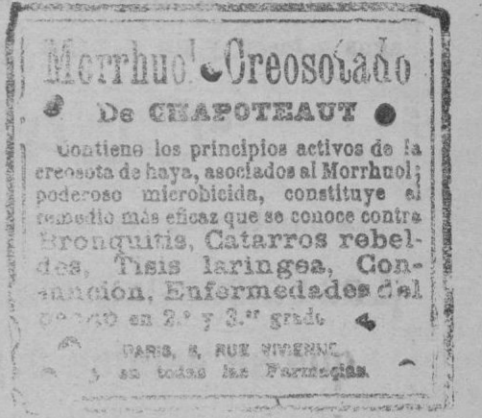 Morrhuol Creosotado
De CHAPOTEAUT
Contiene los principios activos de la
creosota de haya, asociados al Morrhuol;
poderoso microbicida, constituye el
remedio más eficaz que se conoce contra
Bronquitis, Catarros rebel-
des, Tisis laringea, Con-
sunción, Enfermedades del
pecho en 2.º y 3.er grado
PARIS, 8, RUE VIVIENNE
y en todas las Farmacias.